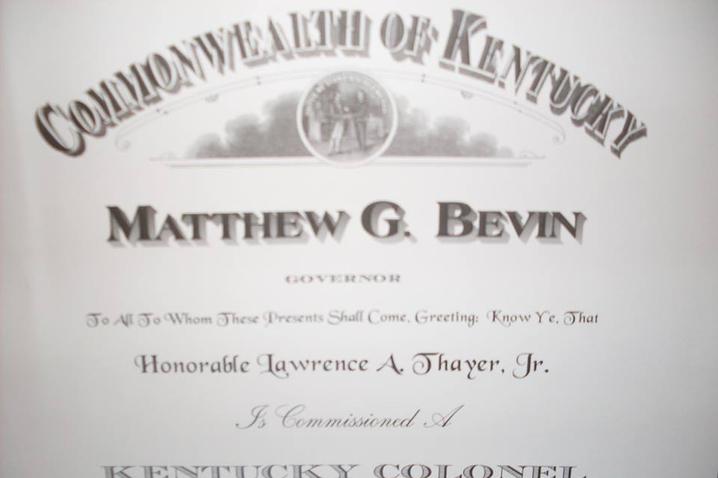 COMMONWEALTH OF KENTUCKY
MATTHEW G. BEVIN
GOVERNOR
To All To Whom These Presents Shall Come, Greeting: Know Ye, That
Honorable Lawrence A. Thayer, Jr.
Is Commissioned A
KENTUCKY COLONEL